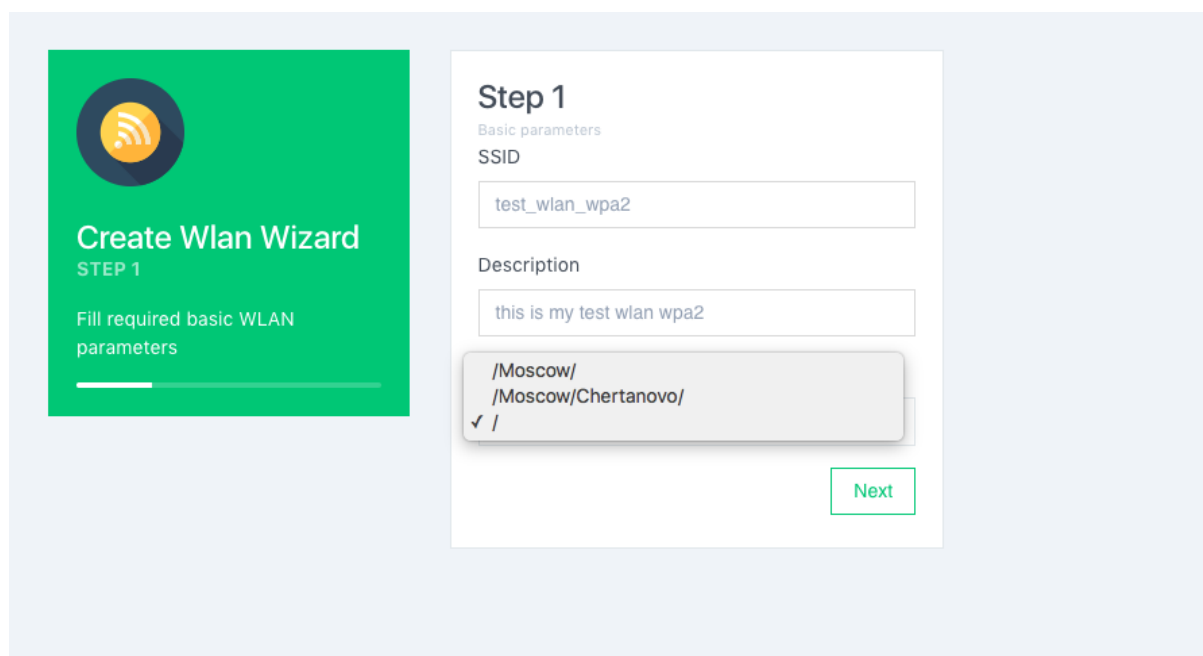 Create Wlan Wizard
STEP 1
Fill required basic WLAN
parameters
Step 1
Basic parameters
SSID
test_wlan_wpa2
Description
this is my test wlan wpa2
/Moscow/
/Moscow/Chertanovo/
✓ /
Next